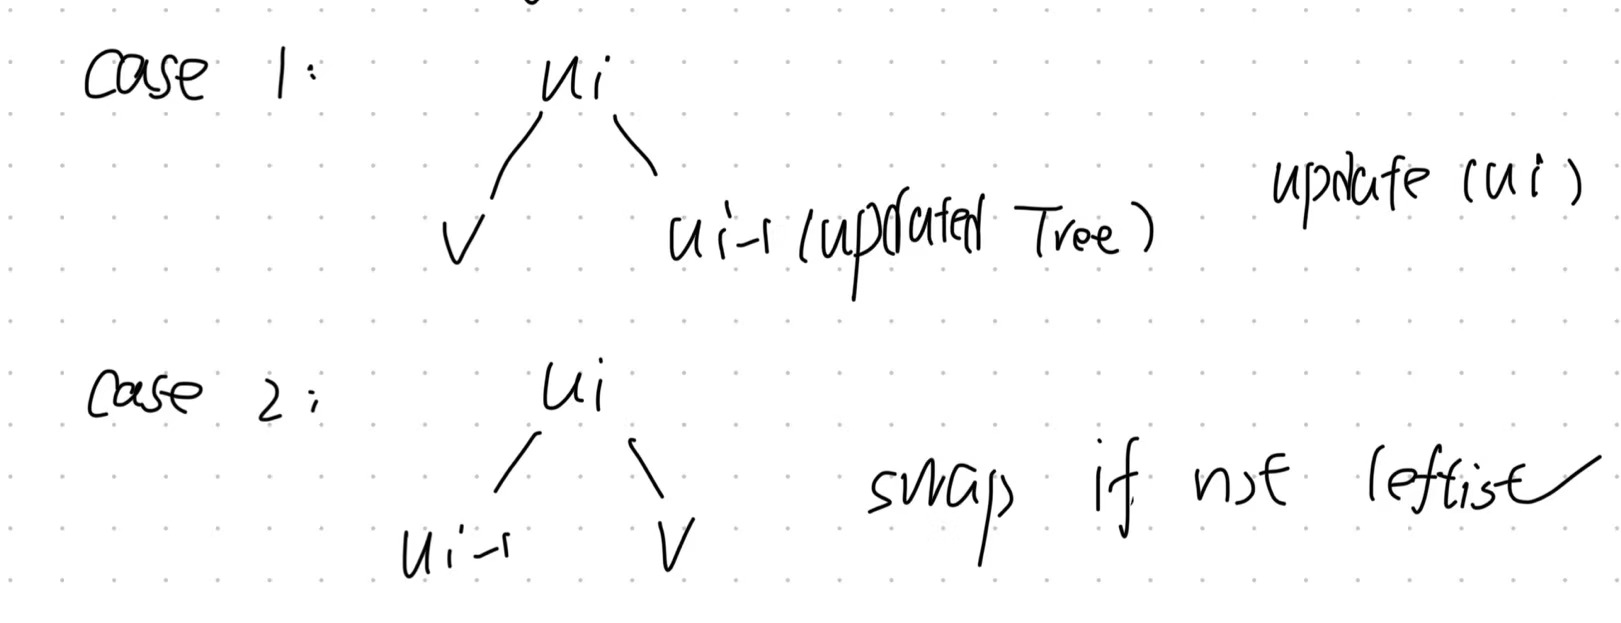 Case 1:
ui
update (ui)
V
ui-1 (updated Tree)
Case 2:
ui
swap if not leftist
ui-1
V